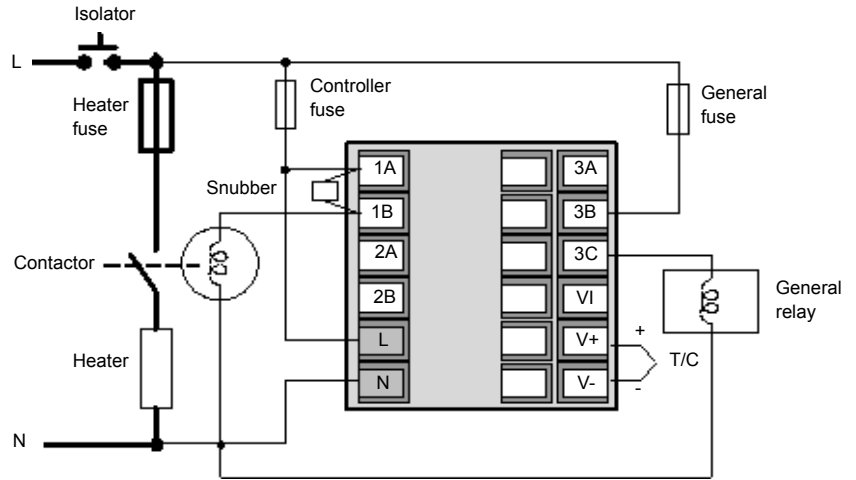 Isolator
L
Heater
fuse
Controller
fuse
General
fuse
Snubber
1A
1B
2A
2B
L
N
3A
3B
3C
VI
V+
V-
Contactor
General
relay
+
T/C
-
Heater
N